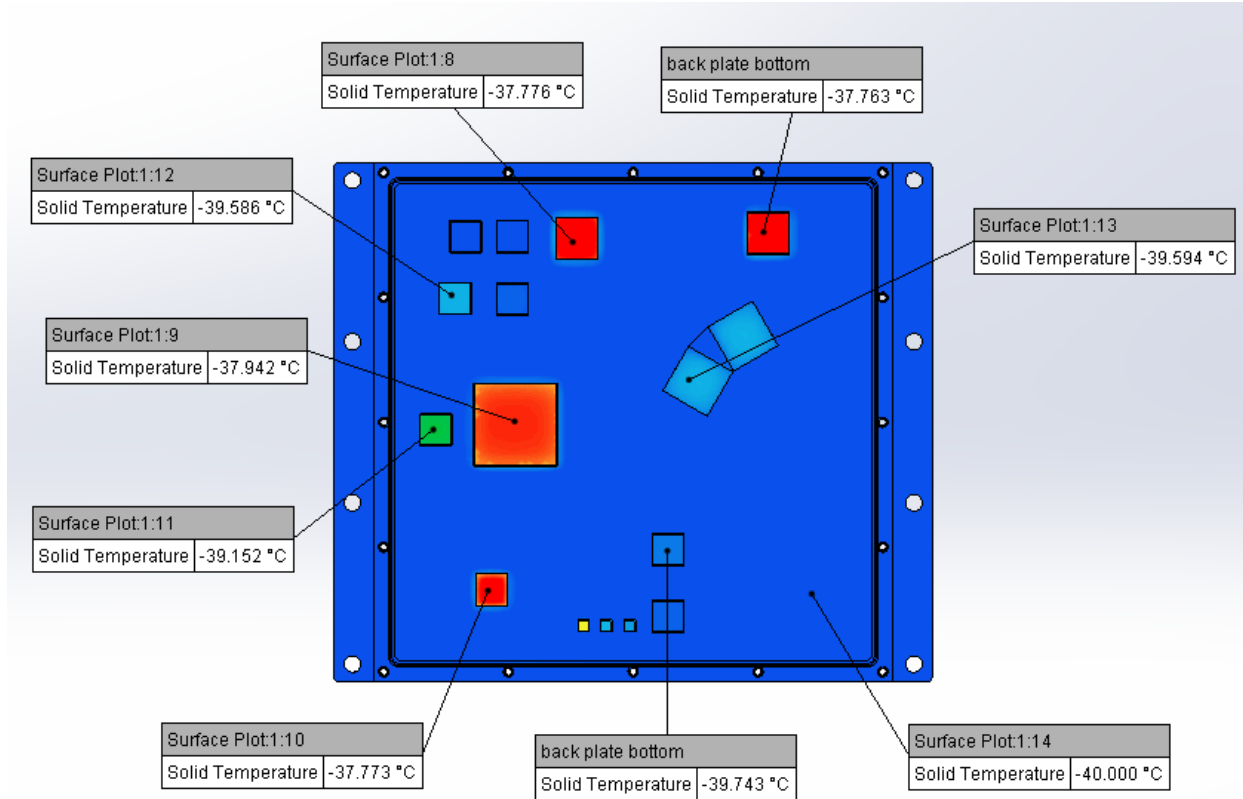 Surface Plot:1:8
Solid Temperature -37.776 °C
back plate bottom
Solid Temperature -37.763 °C
Surface Plot:1:12
Solid Temperature -39.586 °C
Surface Plot:1:13
Solid Temperature -39.594 °C
Surface Plot:1:9
Solid Temperature -37.942 °C
Surface Plot:1:11
Solid Temperature -39.152 °C
Surface Plot:1:10
Solid Temperature -37.773 °C
back plate bottom
Solid Temperature -39.743 °C
Surface Plot:1:14
Solid Temperature -40.000 °C